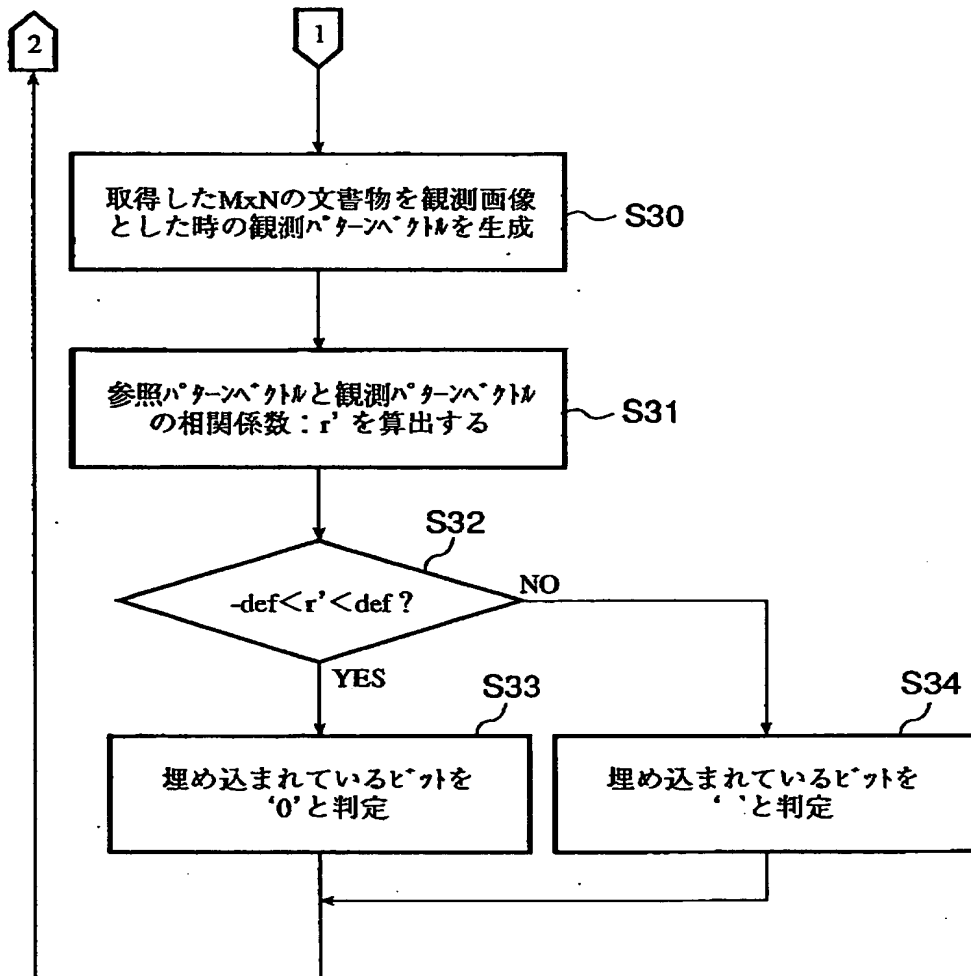 2
1
取得したMxNの文書物を観測画像
とした時の観測ﾊﾟﾀｰﾝﾍﾞｸﾄﾙを生成
S30
参照ﾊﾟﾀｰﾝﾍﾞｸﾄﾙと観測ﾊﾟﾀｰﾝﾍﾞｸﾄﾙ
の相関係数：r' を算出する
S31
S32
-def＜r'＜def ?
NO
YES
S33
S34
埋め込まれているﾋﾞｯﾄを
‘0’と判定
埋め込まれているﾋﾞｯﾄを
‘ ’と判定